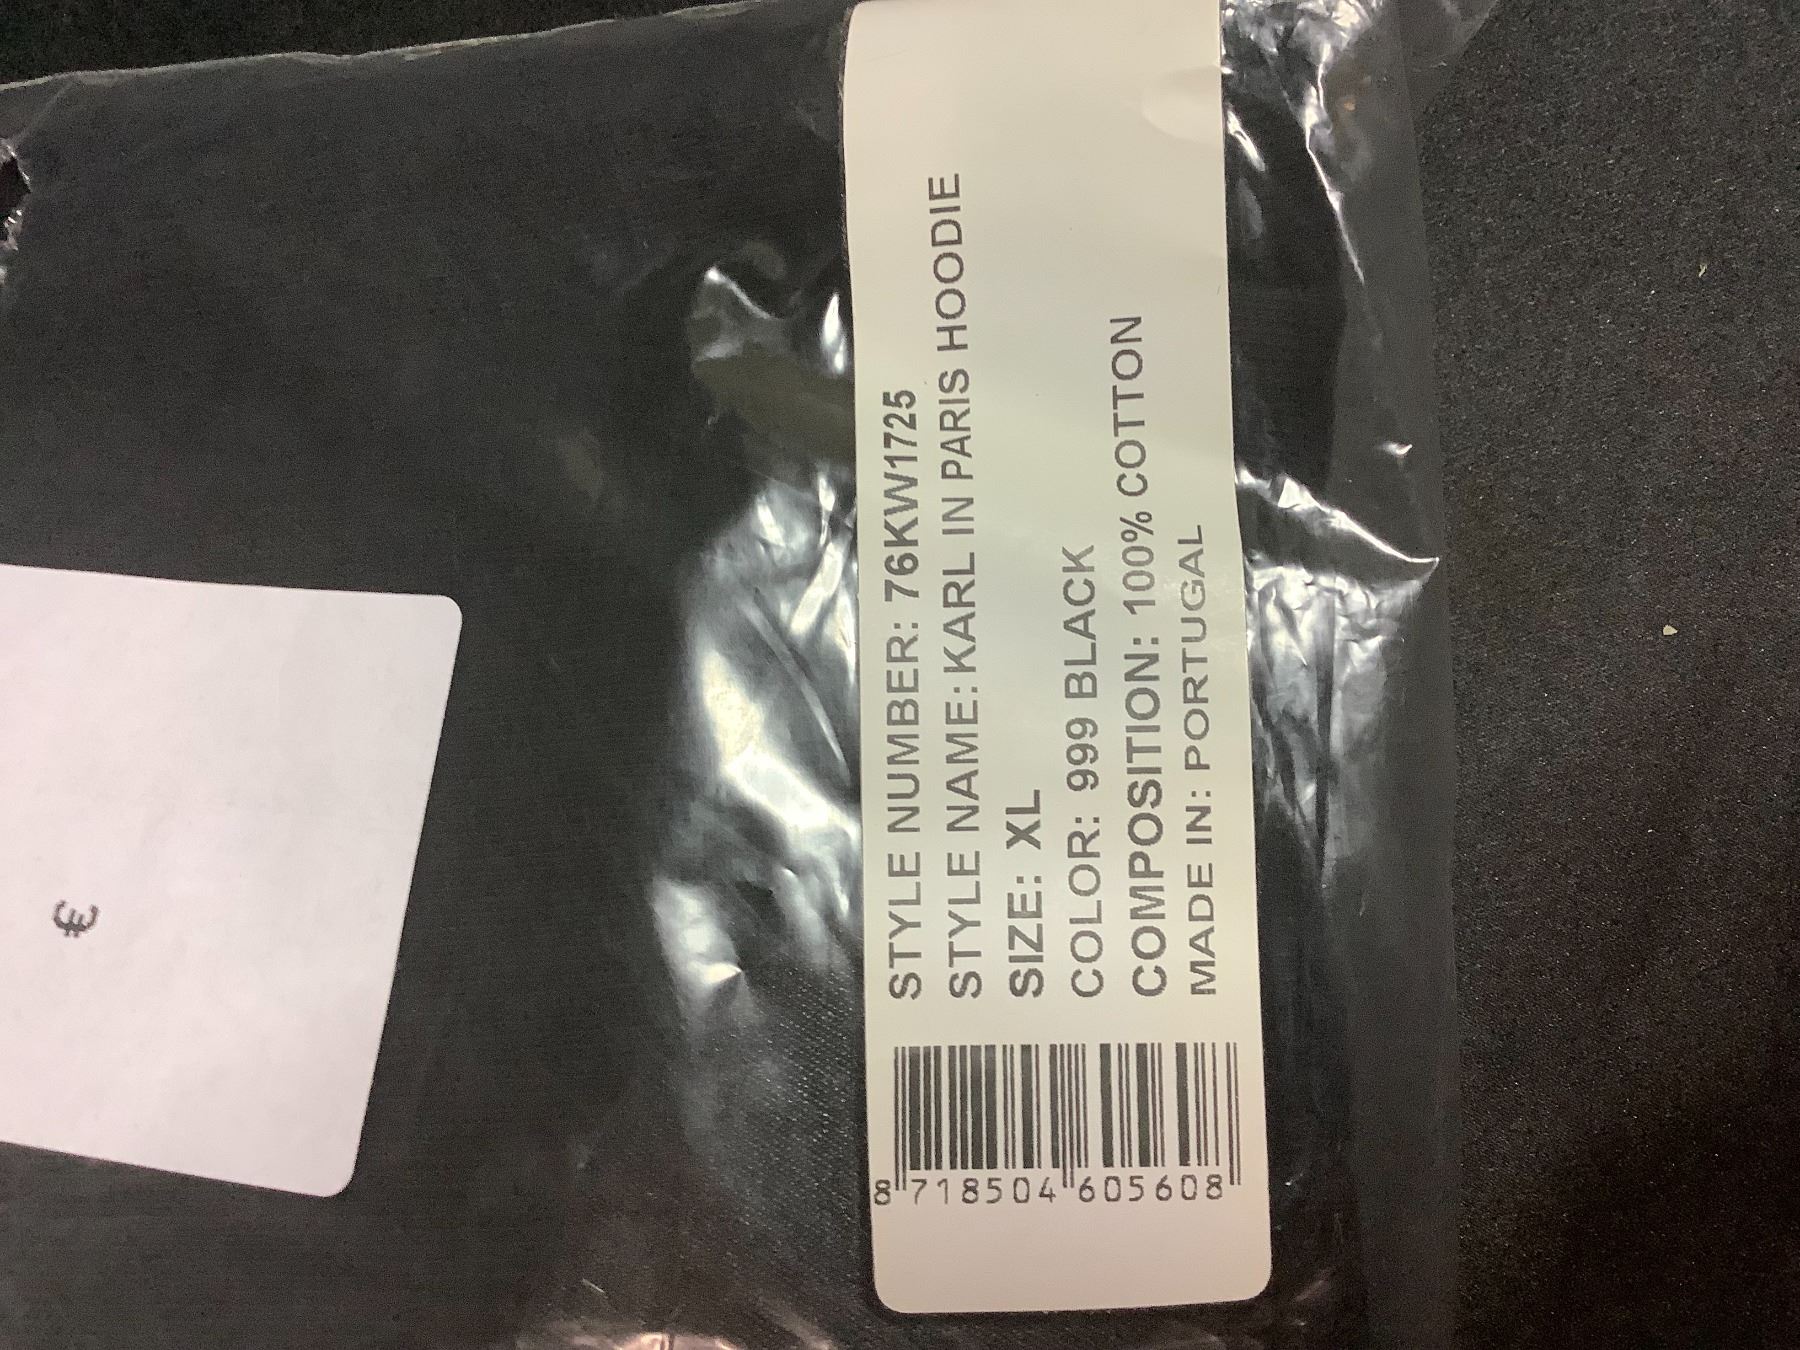 STYLE NUMBER: 76KW1725
STYLE NAME: KARL IN PARIS HOODIE
SIZE: XL
COLOR: 999 BLACK
COMPOSITION: 100% COTTON
MADE IN: PORTUGAL
8 718504 605608
€